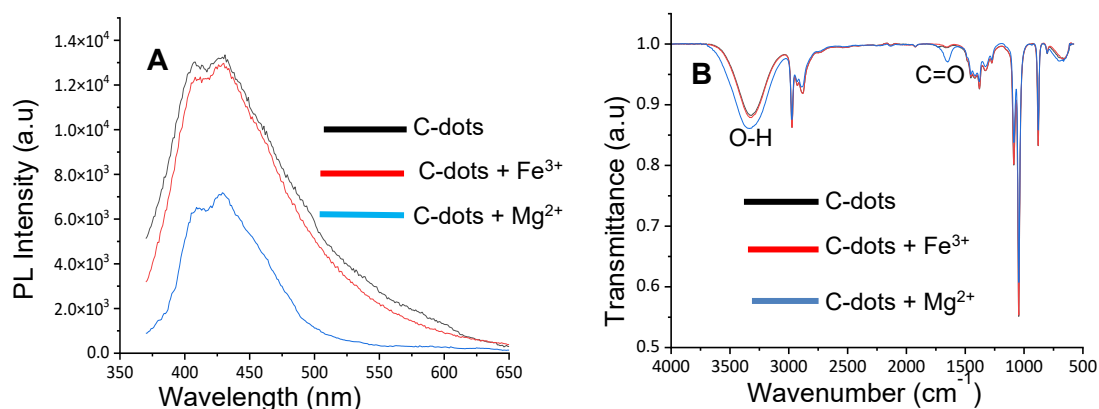 A
1.4×10⁴
1.2×10⁴
1.0×10⁴
8.0×10³
6.0×10³
4.0×10³
2.0×10³
0.0
PL Intensity (a.u)
350 400 450 500 550 600 650
Wavelength (nm)
C-dots
C-dots + Fe³⁺
C-dots + Mg²⁺
B
1.0
0.9
0.8
0.7
0.6
0.5
Transmittance (a.u)
O-H
C=O
C-dots
C-dots + Fe³⁺
C-dots + Mg²⁺
4000 3500 3000 2500 2000 1500 1000 500
Wavenumber (cm⁻¹)